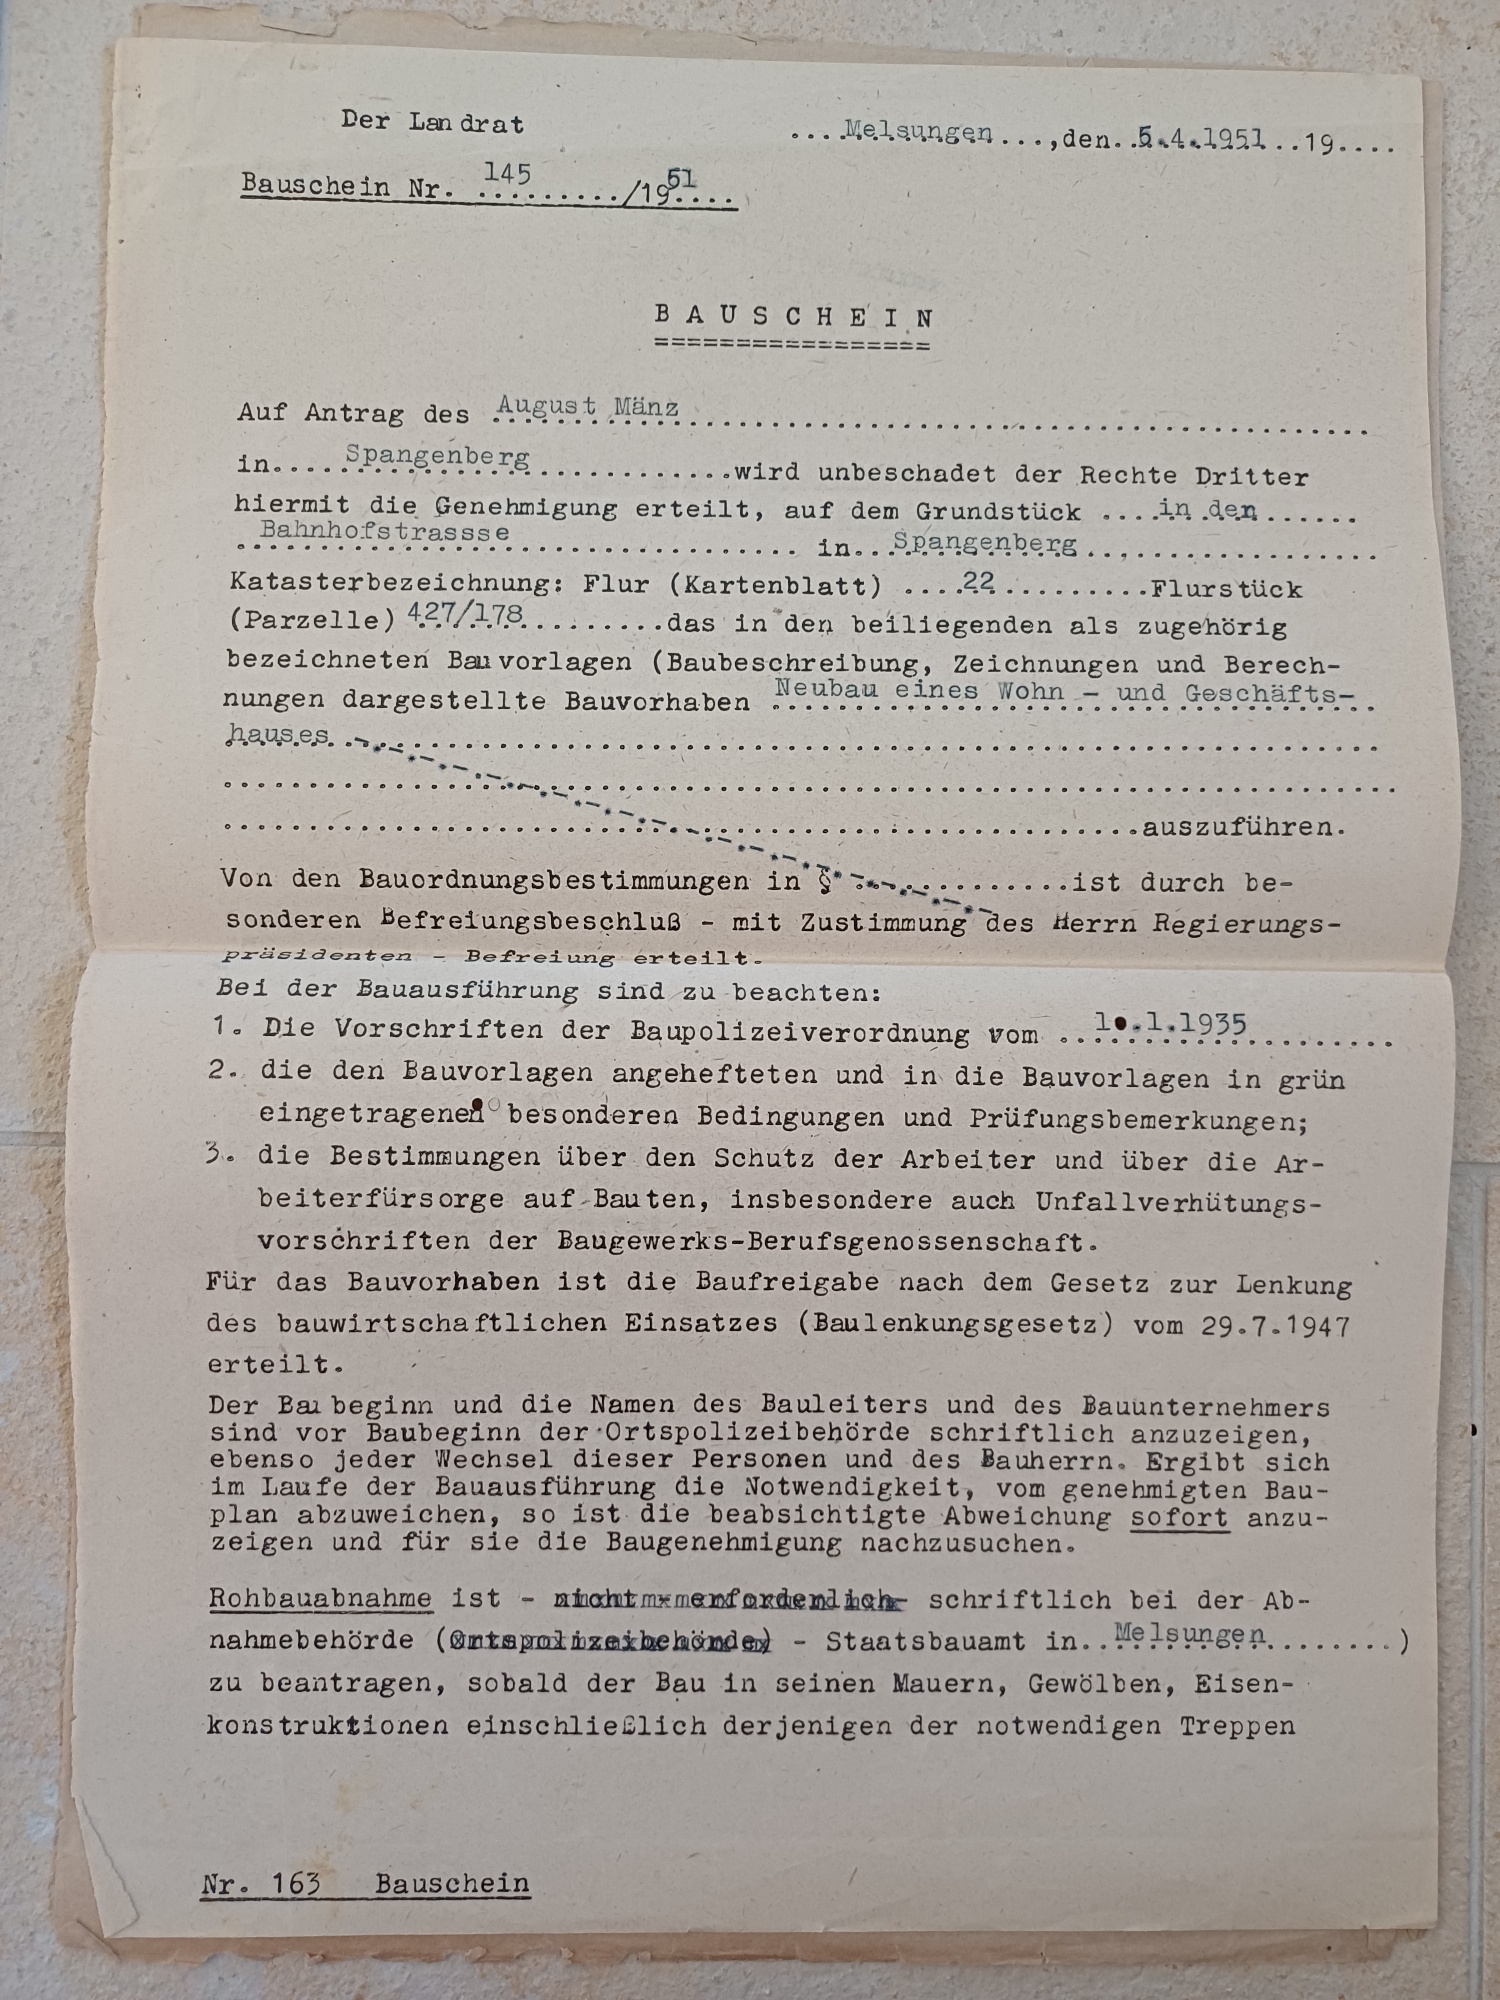 Der Landrat
....Melsungen...,den..5.4.1951..19....
Bauschein Nr. 145 ........./1951....
B A U S C H E I N
=================
Auf Antrag des August Mänz
in.....Spangenberg.............wird unbeschadet der Rechte Dritter
hiermit die Genehmigung erteilt, auf dem Grundstück ....in den......
Bahnhofstrassse
in...Spangenberg................
Katasterbezeichnung: Flur (Kartenblatt) ....22.........Flurstück
(Parzelle) 427/178..........das in den beiliegenden als zugehörig
bezeichneten Bauvorlagen (Baubeschreibung, Zeichnungen und Berech-
nungen dargestellte Bauvorhaben Neubau eines Wohn - und Geschäfts-
hauses
auszuführen.
Von den Bauordnungsbestimmungen in § .............ist durch be-
sonderen Befreiungsbeschluß - mit Zustimmung des Herrn Regierungs-
präsidenten - Befreiung erteilt.
Bei der Bauausführung sind zu beachten:
1. Die Vorschriften der Baupolizeiverordnung vom ..10.1.1935..........
2. die den Bauvorlagen angehefteten und in die Bauvorlagen in grün
eingetragenen besonderen Bedingungen und Prüfungsbemerkungen;
3. die Bestimmungen über den Schutz der Arbeiter und über die Ar-
beiterfürsorge auf Bauten, insbesondere auch Unfallverhütungs-
vorschriften der Baugewerks-Berufsgenossenschaft.
Für das Bauvorhaben ist die Baufreigabe nach dem Gesetz zur Lenkung
des bauwirtschaftlichen Einsatzes (Baulenkungsgesetz) vom 29.7.1947
erteilt.
Der Baubeginn und die Namen des Bauleiters und des Bauunternehmers
sind vor Baubeginn der Ortspolizeibehörde schriftlich anzuzeigen,
ebenso jeder Wechsel dieser Personen und des Bauherrn. Ergibt sich
im Laufe der Bauausführung die Notwendigkeit, vom genehmigten Bau-
plan abzuweichen, so ist die beabsichtigte Abweichung sofort anzu-
zeigen und für sie die Baugenehmigung nachzusuchen.
Rohbauabnahme ist - nicht - erforderlich- schriftlich bei der Ab-
nahmebehörde (Ortspolizeibehörde) - Staatsbauamt in..Melsungen.........)
zu beantragen, sobald der Bau in seinen Mauern, Gewölben, Eisen-
konstruktionen einschließlich derjenigen der notwendigen Treppen
Nr. 163 Bauschein